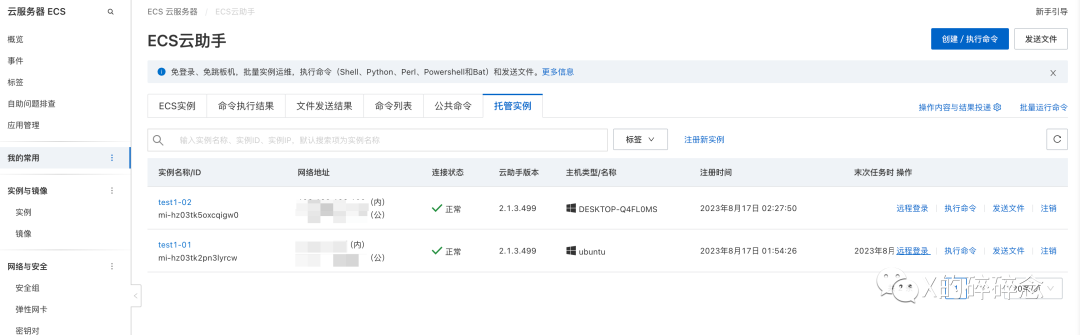 云服务器 ECS
概览
事件
标签
自助问题排查
应用管理
我的常用
实例与镜像
实例
镜像
网络与安全
安全组
弹性网卡
密钥对
ECS 云服务器 / ECS云助手
新手引导
ECS云助手
创建 / 执行命令 发送文件
免登录、免跳板机，批量实例运维，执行命令（Shell、Python、Perl、Powershell和Bat）和发送文件。更多信息
ECS实例 命令执行结果 文件发送结果 命令列表 公共命令 托管实例
操作内容与结果投递 批量运行命令
输入实例名称、实例ID、实例IP，默认搜索项为实例名称
标签 注册新实例
实例名称/ID 网络地址 连接状态 云助手版本 主机类型/名称 注册时间 末次任务时 操作
test1-02 (内)
mi-hz03tk5oxcqigw0 (公) 正常 2.1.3.499 DESKTOP-Q4FL0MS 2023年8月17日 02:27:50 远程登录 执行命令 发送文件 注销
test1-01 (内)
mi-hz03tk2pn3lyrcw (公) 正常 2.1.3.499 ubuntu 2023年8月17日 01:54:26 2023年8月 远程登录 执行命令 发送文件 注销
1
X的碎碎念